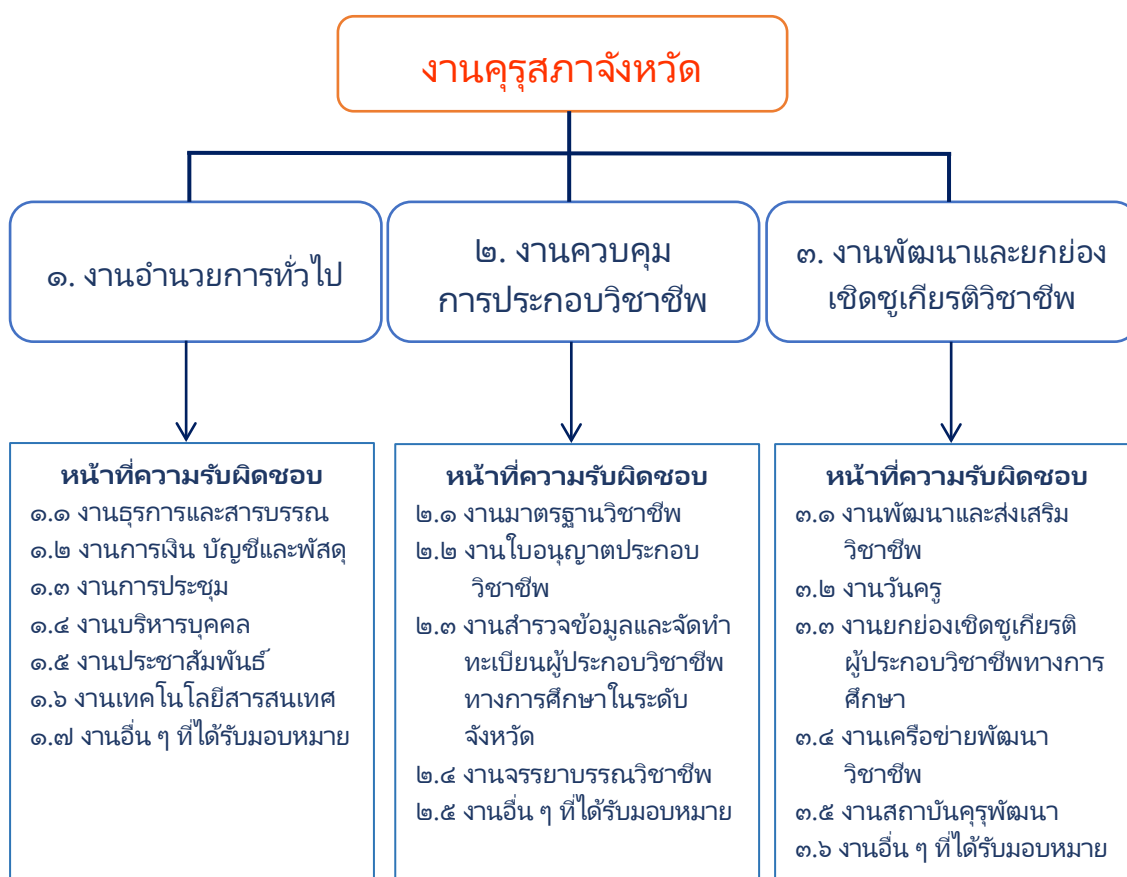 งานคุรุสภาจังหวัด
๑. งานอำนวยการทั่วไป
๒. งานควบคุม
การประกอบวิชาชีพ
๓. งานพัฒนาและยกย่อง
เชิดชูเกียรติวิชาชีพ
หน้าที่ความรับผิดชอบ
๑.๑ งานธุรการและสารบรรณ
๑.๒ งานการเงิน บัญชีและพัสดุ
๑.๓ งานการประชุม
๑.๔ งานบริหารบุคคล
๑.๕ งานประชาสัมพันธ์
๑.๖ งานเทคโนโลยีสารสนเทศ
๑.๗ งานอื่น ๆ ที่ได้รับมอบหมาย
หน้าที่ความรับผิดชอบ
๒.๑ งานมาตรฐานวิชาชีพ
๒.๒ งานใบอนุญาตประกอบ
วิชาชีพ
๒.๓ งานสำรวจข้อมูลและจัดทำ
ทะเบียนผู้ประกอบวิชาชีพ
ทางการศึกษาในระดับ
จังหวัด
๒.๔ งานจรรยาบรรณวิชาชีพ
๒.๕ งานอื่น ๆ ที่ได้รับมอบหมาย
หน้าที่ความรับผิดชอบ
๓.๑ งานพัฒนาและส่งเสริม
วิชาชีพ
๓.๒ งานวันครู
๓.๓ งานยกย่องเชิดชูเกียรติ
ผู้ประกอบวิชาชีพทางการ
ศึกษา
๓.๔ งานเครือข่ายพัฒนา
วิชาชีพ
๓.๕ งานสถาบันคุรุพัฒนา
๓.๖ งานอื่น ๆ ที่ได้รับมอบหมาย